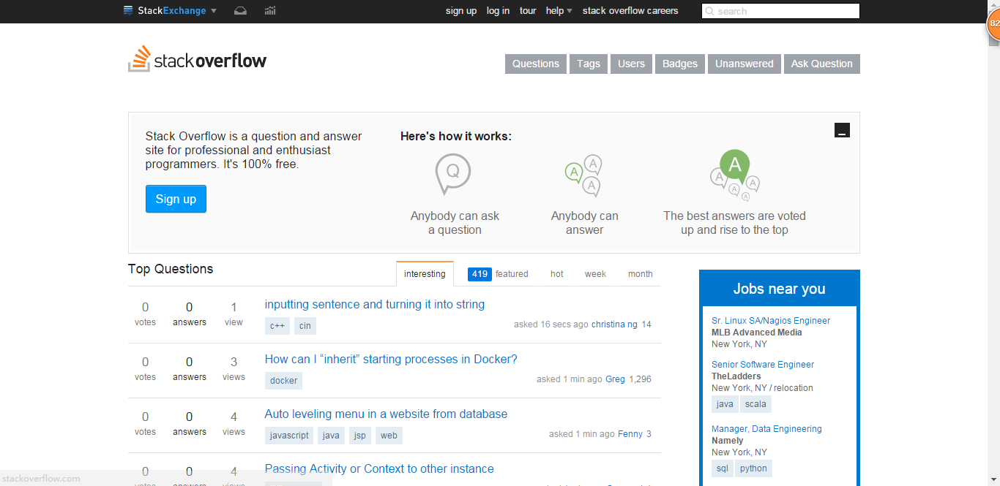 StackExchange
sign up log in tour help stack overflow careers
search
82
stackoverflow
Questions Tags Users Badges Unanswered Ask Question
Stack Overflow is a question and answer
site for professional and enthusiast
programmers. It's 100% free.
Sign up
Here's how it works:
Q
Anybody can ask
a question
A
A
A
Anybody can
answer
A
A
A
A
A
The best answers are voted
up and rise to the top
Top Questions
interesting 419 featured hot week month
0 0 1 inputting sentence and turning it into string
votes answers view c++ cin asked 16 secs ago christina ng 14
0 0 3 How can I “inherit” starting processes in Docker?
votes answers views docker asked 1 min ago Greg 1,296
0 0 4 Auto leveling menu in a website from database
votes answers views javascript java jsp web asked 1 min ago Fenny 3
0 0 4 Passing Activity or Context to other instance
votes answers views
Jobs near you
Sr. Linux SA/Nagios Engineer
MLB Advanced Media
New York, NY
Senior Software Engineer
TheLadders
New York, NY / relocation
java scala
Manager, Data Engineering
Namely
New York, NY
sql python
stackoverflow.com